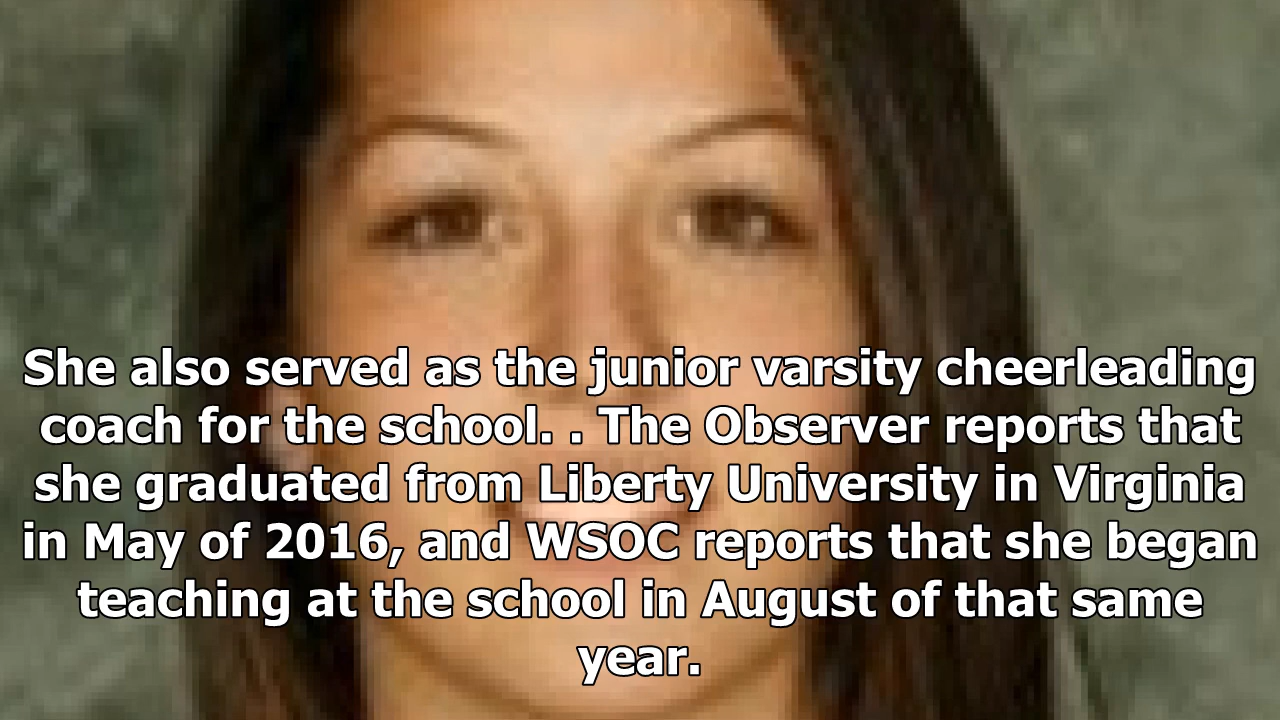 She also served as the junior varsity cheerleading
coach for the school. . The Observer reports that
she graduated from Liberty University in Virginia
in May of 2016, and WSOC reports that she began
teaching at the school in August of that same
year.